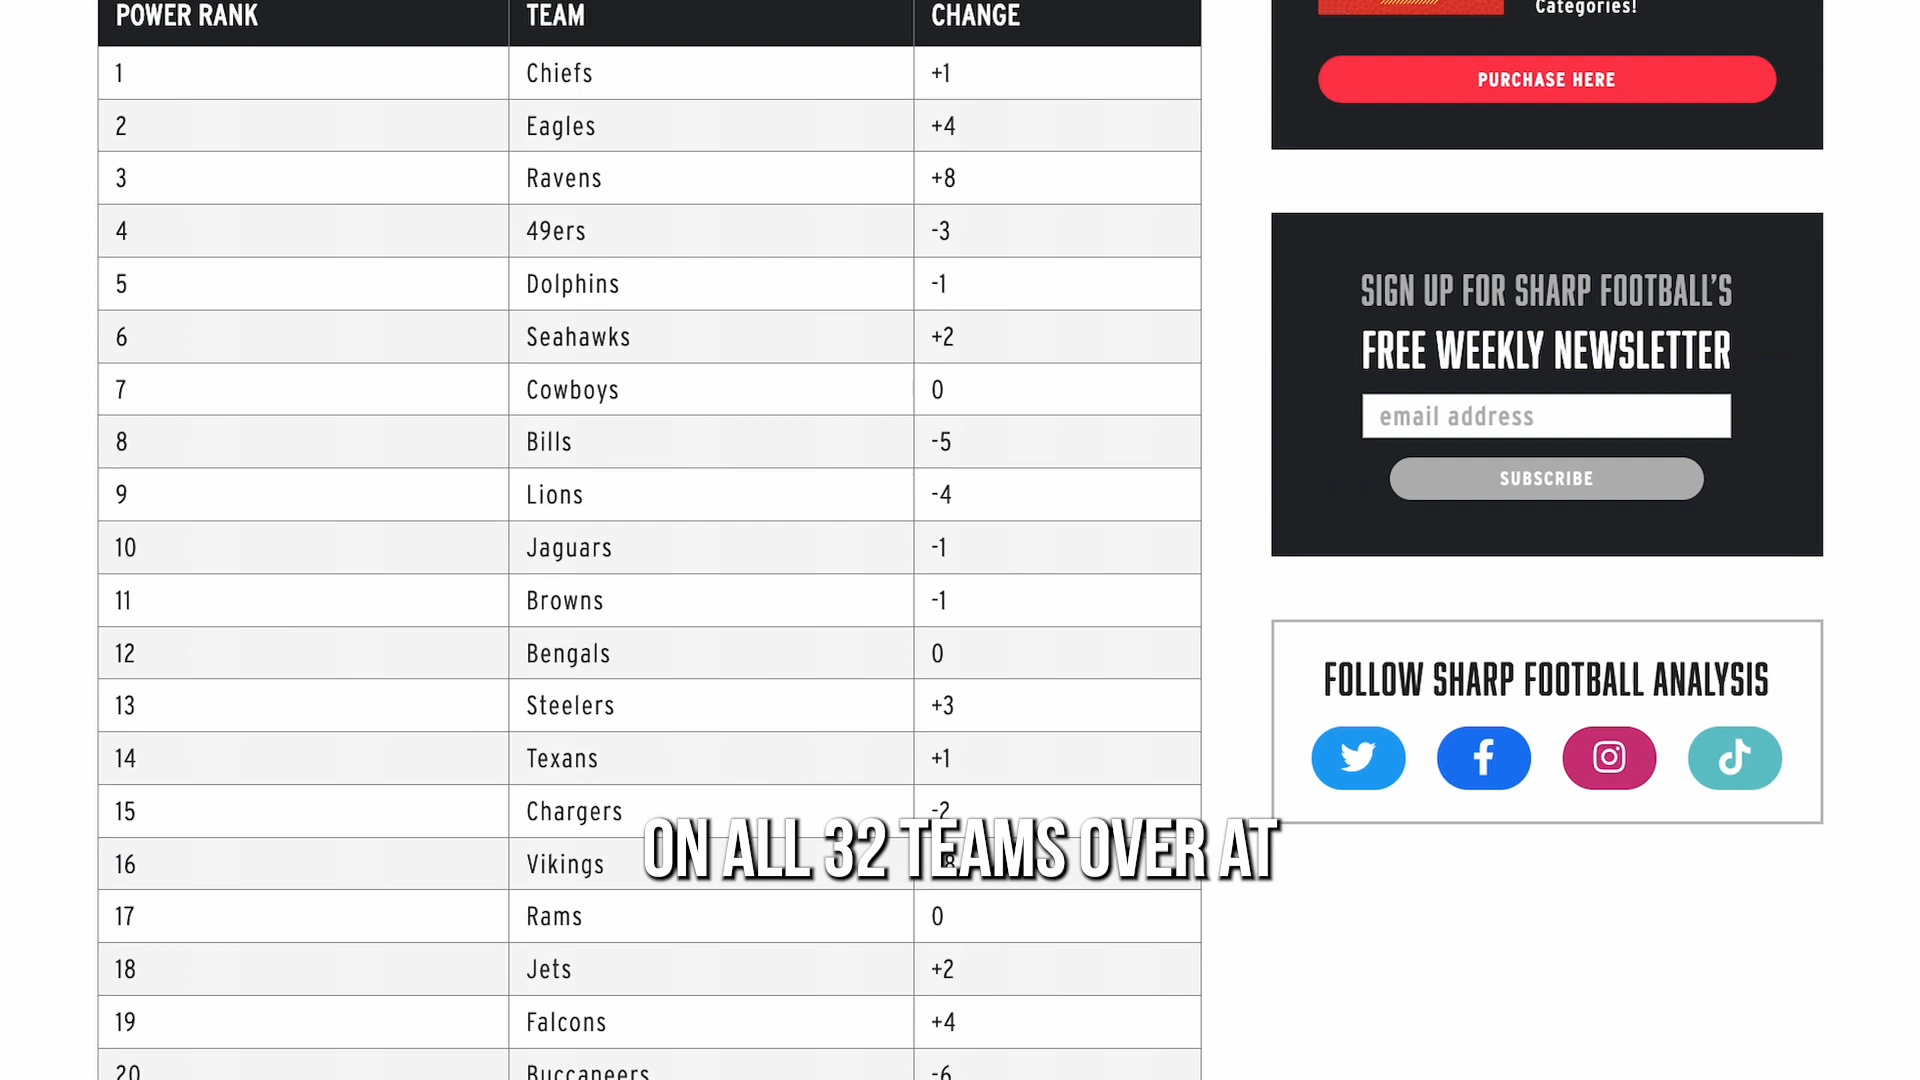 POWER RANK TEAM CHANGE
1 Chiefs +1
2 Eagles +4
3 Ravens +8
4 49ers -3
5 Dolphins -1
6 Seahawks +2
7 Cowboys 0
8 Bills -5
9 Lions -4
10 Jaguars -1
11 Browns -1
12 Bengals 0
13 Steelers +3
14 Texans +1
15 Chargers -2
16 Vikings
17 Rams 0
18 Jets +2
19 Falcons +4
20 Buccaneers -6
ON ALL 32 TEAMS OVER AT
Categories!
PURCHASE HERE
SIGN UP FOR SHARP FOOTBALL'S
FREE WEEKLY NEWSLETTER
email address
SUBSCRIBE
FOLLOW SHARP FOOTBALL ANALYSIS